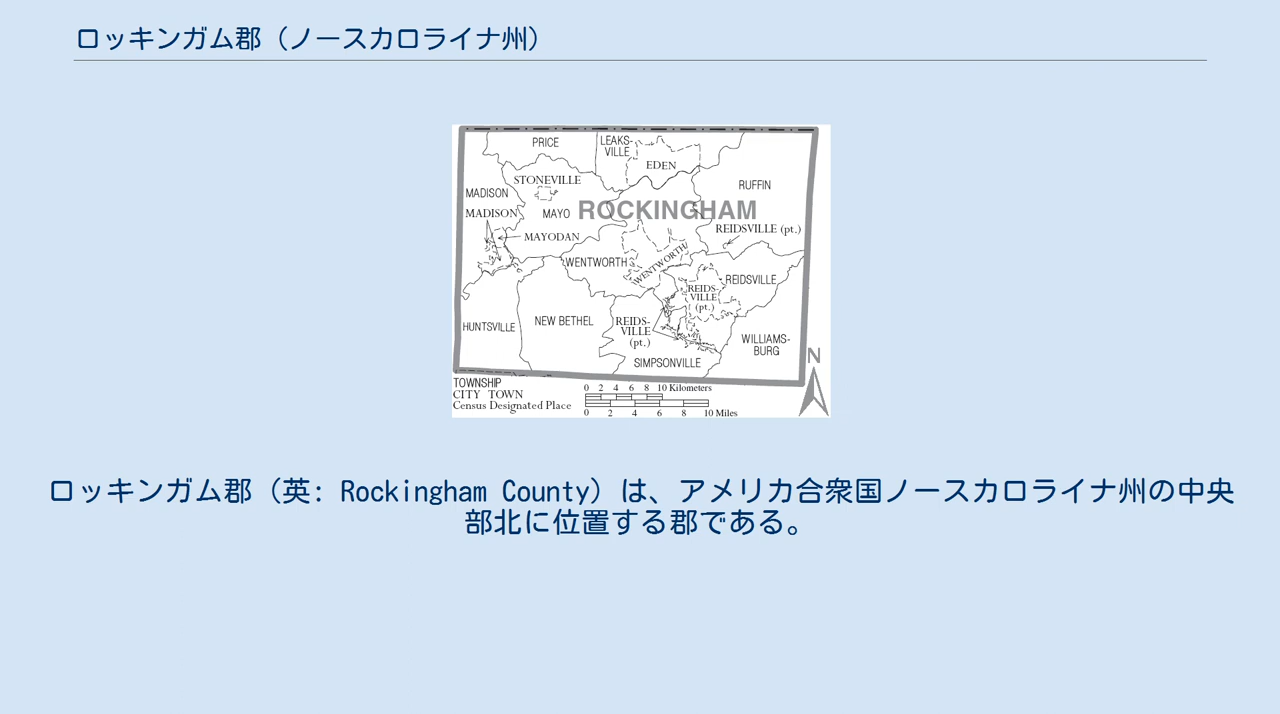 ロッキンガム郡（ノースカロライナ州）
PRICE
LEAKS-
VILLE
EDEN
STONEVILLE
RUFFIN
MADISON
MADISON
MAYO
ROCKINGHAM
REIDSVILLE (pt.)
MAYODAN
WENTWORTH
WENTWORTH
REIDSVILLE
REIDS-
VILLE
(pt.)
HUNTSVILLE
NEW BETHEL
REIDS-
VILLE
(pt.)
WILLIAMS-
BURG
SIMPSONVILLE
N
TOWNSHIP
CITY TOWN
Census Designated Place
0 2 4 6 8 10 Kilometers
0 2 4 6 8 10 Miles
ロッキンガム郡（英: Rockingham County）は、アメリカ合衆国ノースカロライナ州の中央
部北に位置する郡である。